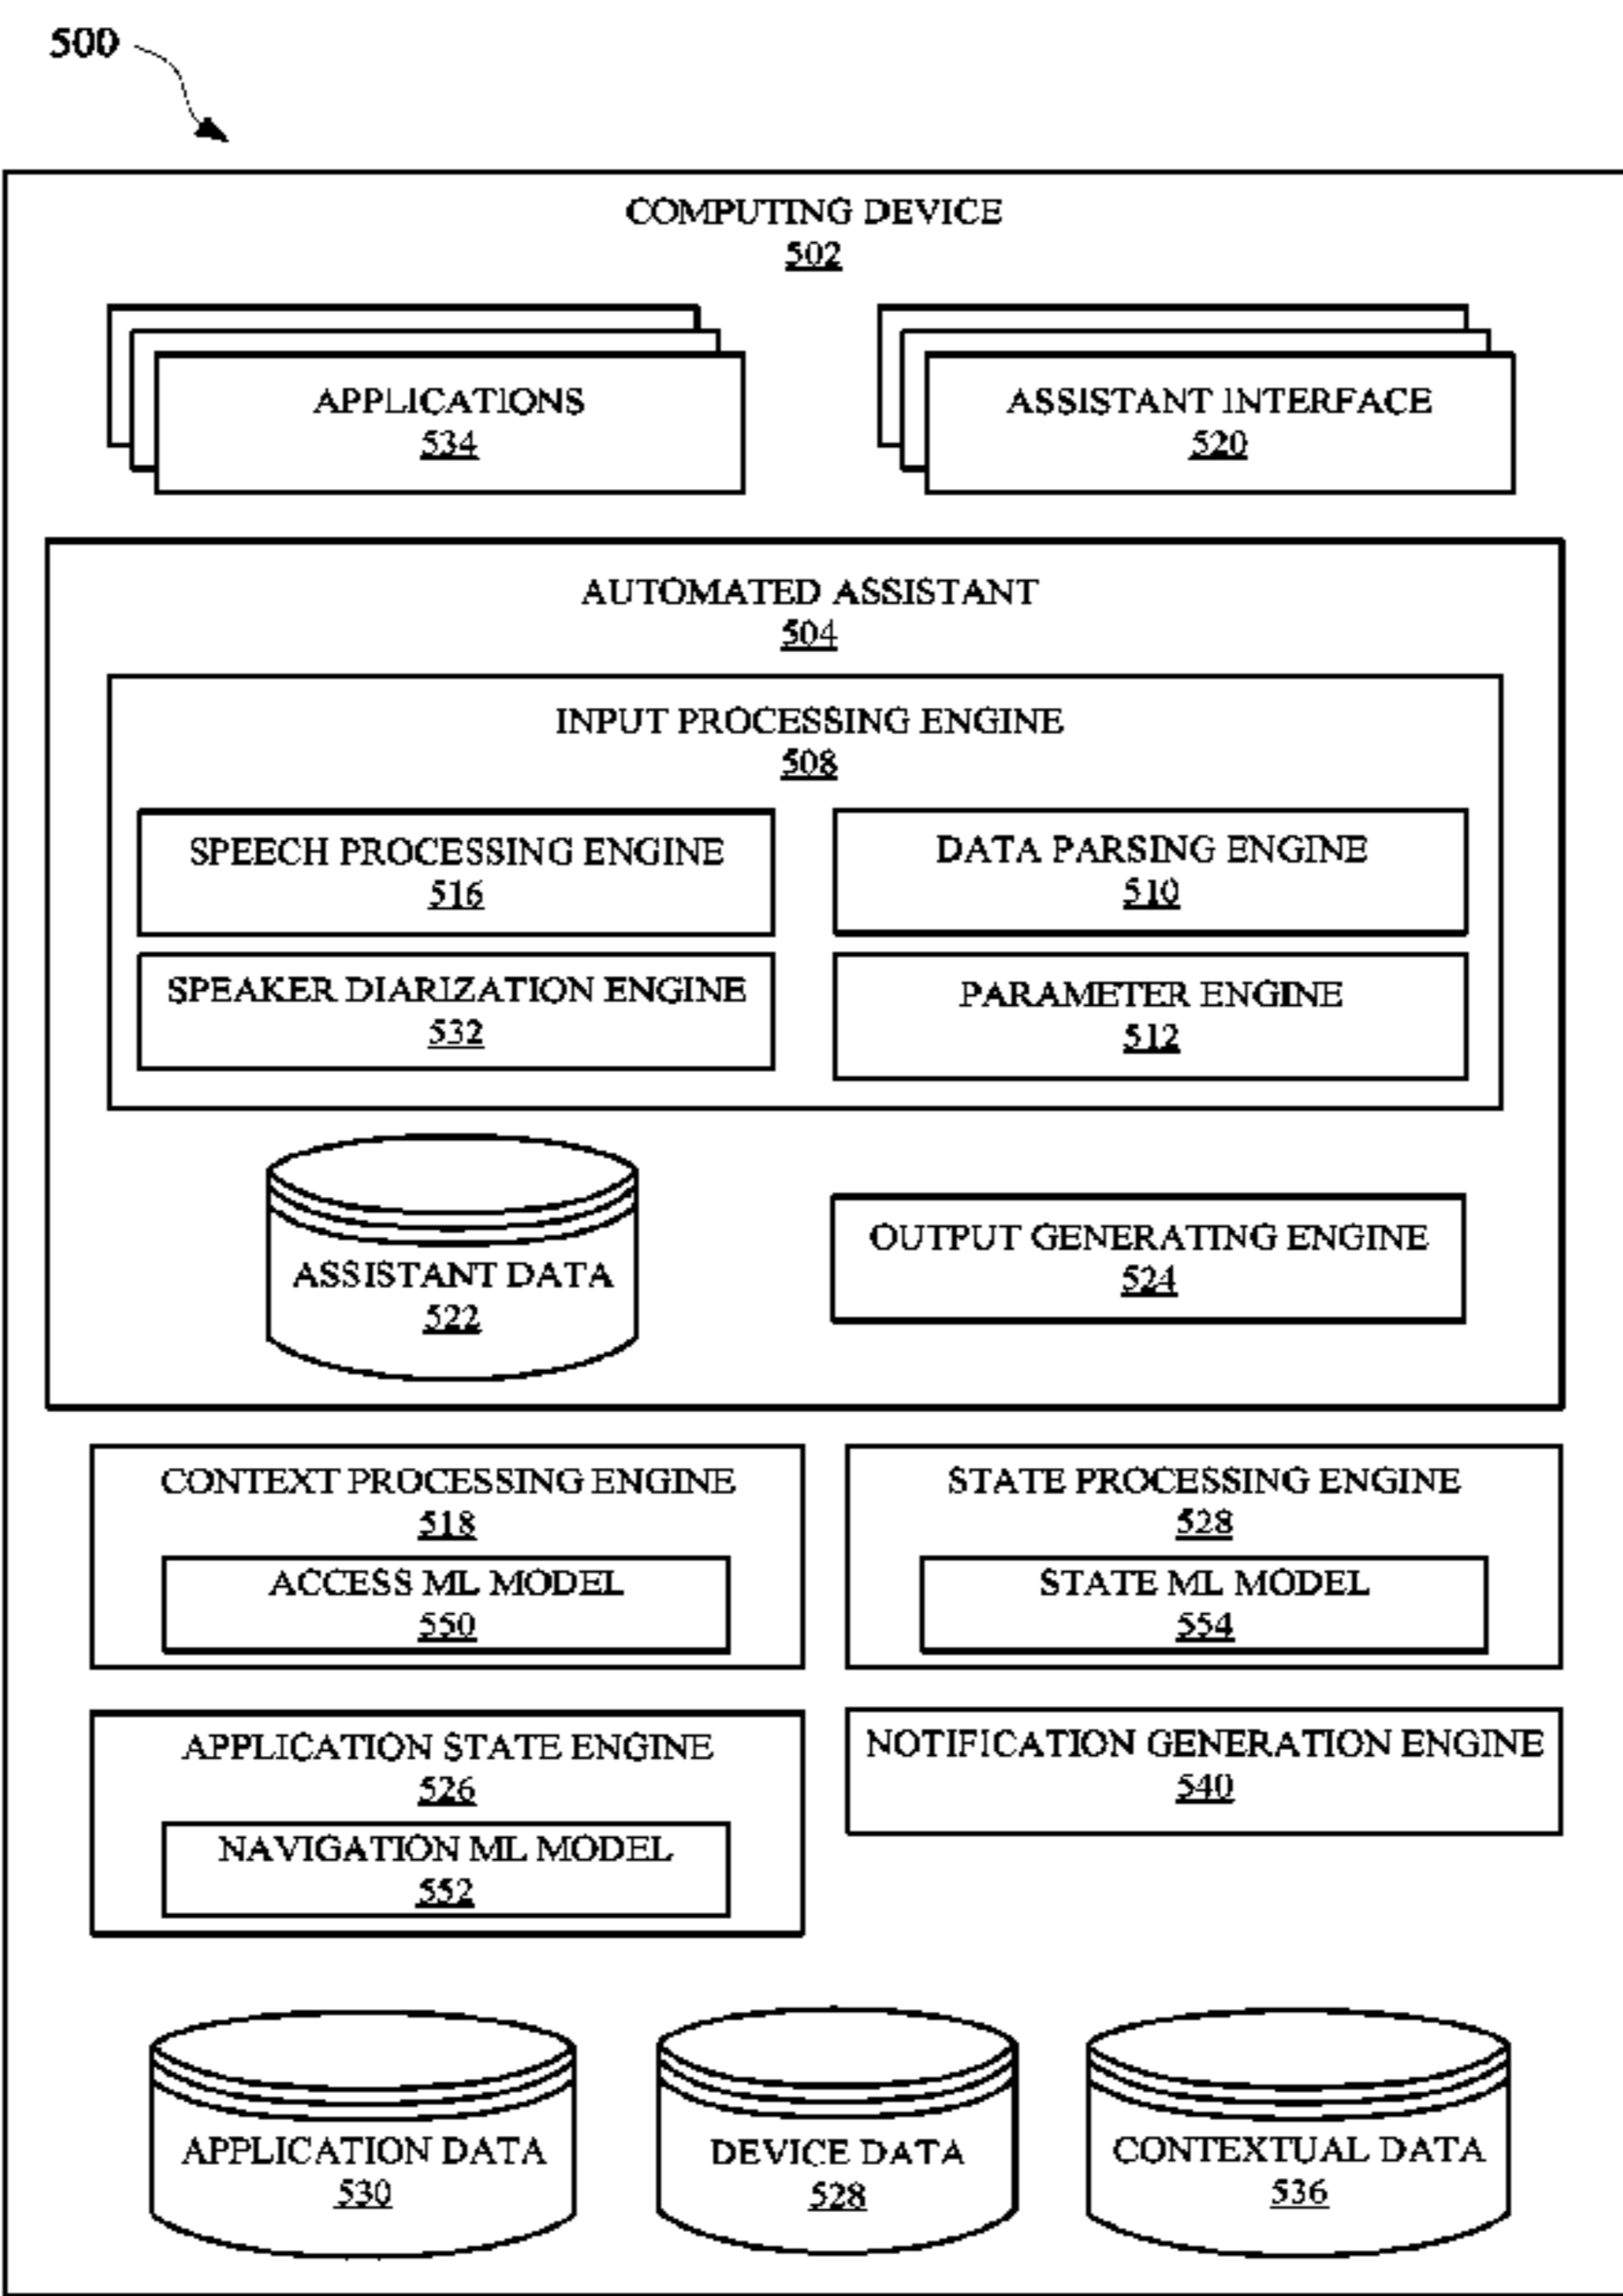 500
COMPUTING DEVICE
502
APPLICATIONS
534
ASSISTANT INTERFACE
520
AUTOMATED ASSISTANT
504
INPUT PROCESSING ENGINE
508
SPEECH PROCESSING ENGINE
516
DATA PARSING ENGINE
510
SPEAKER DIARIZATION ENGINE
532
PARAMETER ENGINE
512
ASSISTANT DATA
522
OUTPUT GENERATING ENGINE
524
CONTEXT PROCESSING ENGINE
518
ACCESS ML MODEL
550
STATE PROCESSING ENGINE
528
STATE ML MODEL
554
APPLICATION STATE ENGINE
526
NAVIGATION ML MODEL
552
NOTIFICATION GENERATION ENGINE
540
APPLICATION DATA
530
DEVICE DATA
528
CONTEXTUAL DATA
536